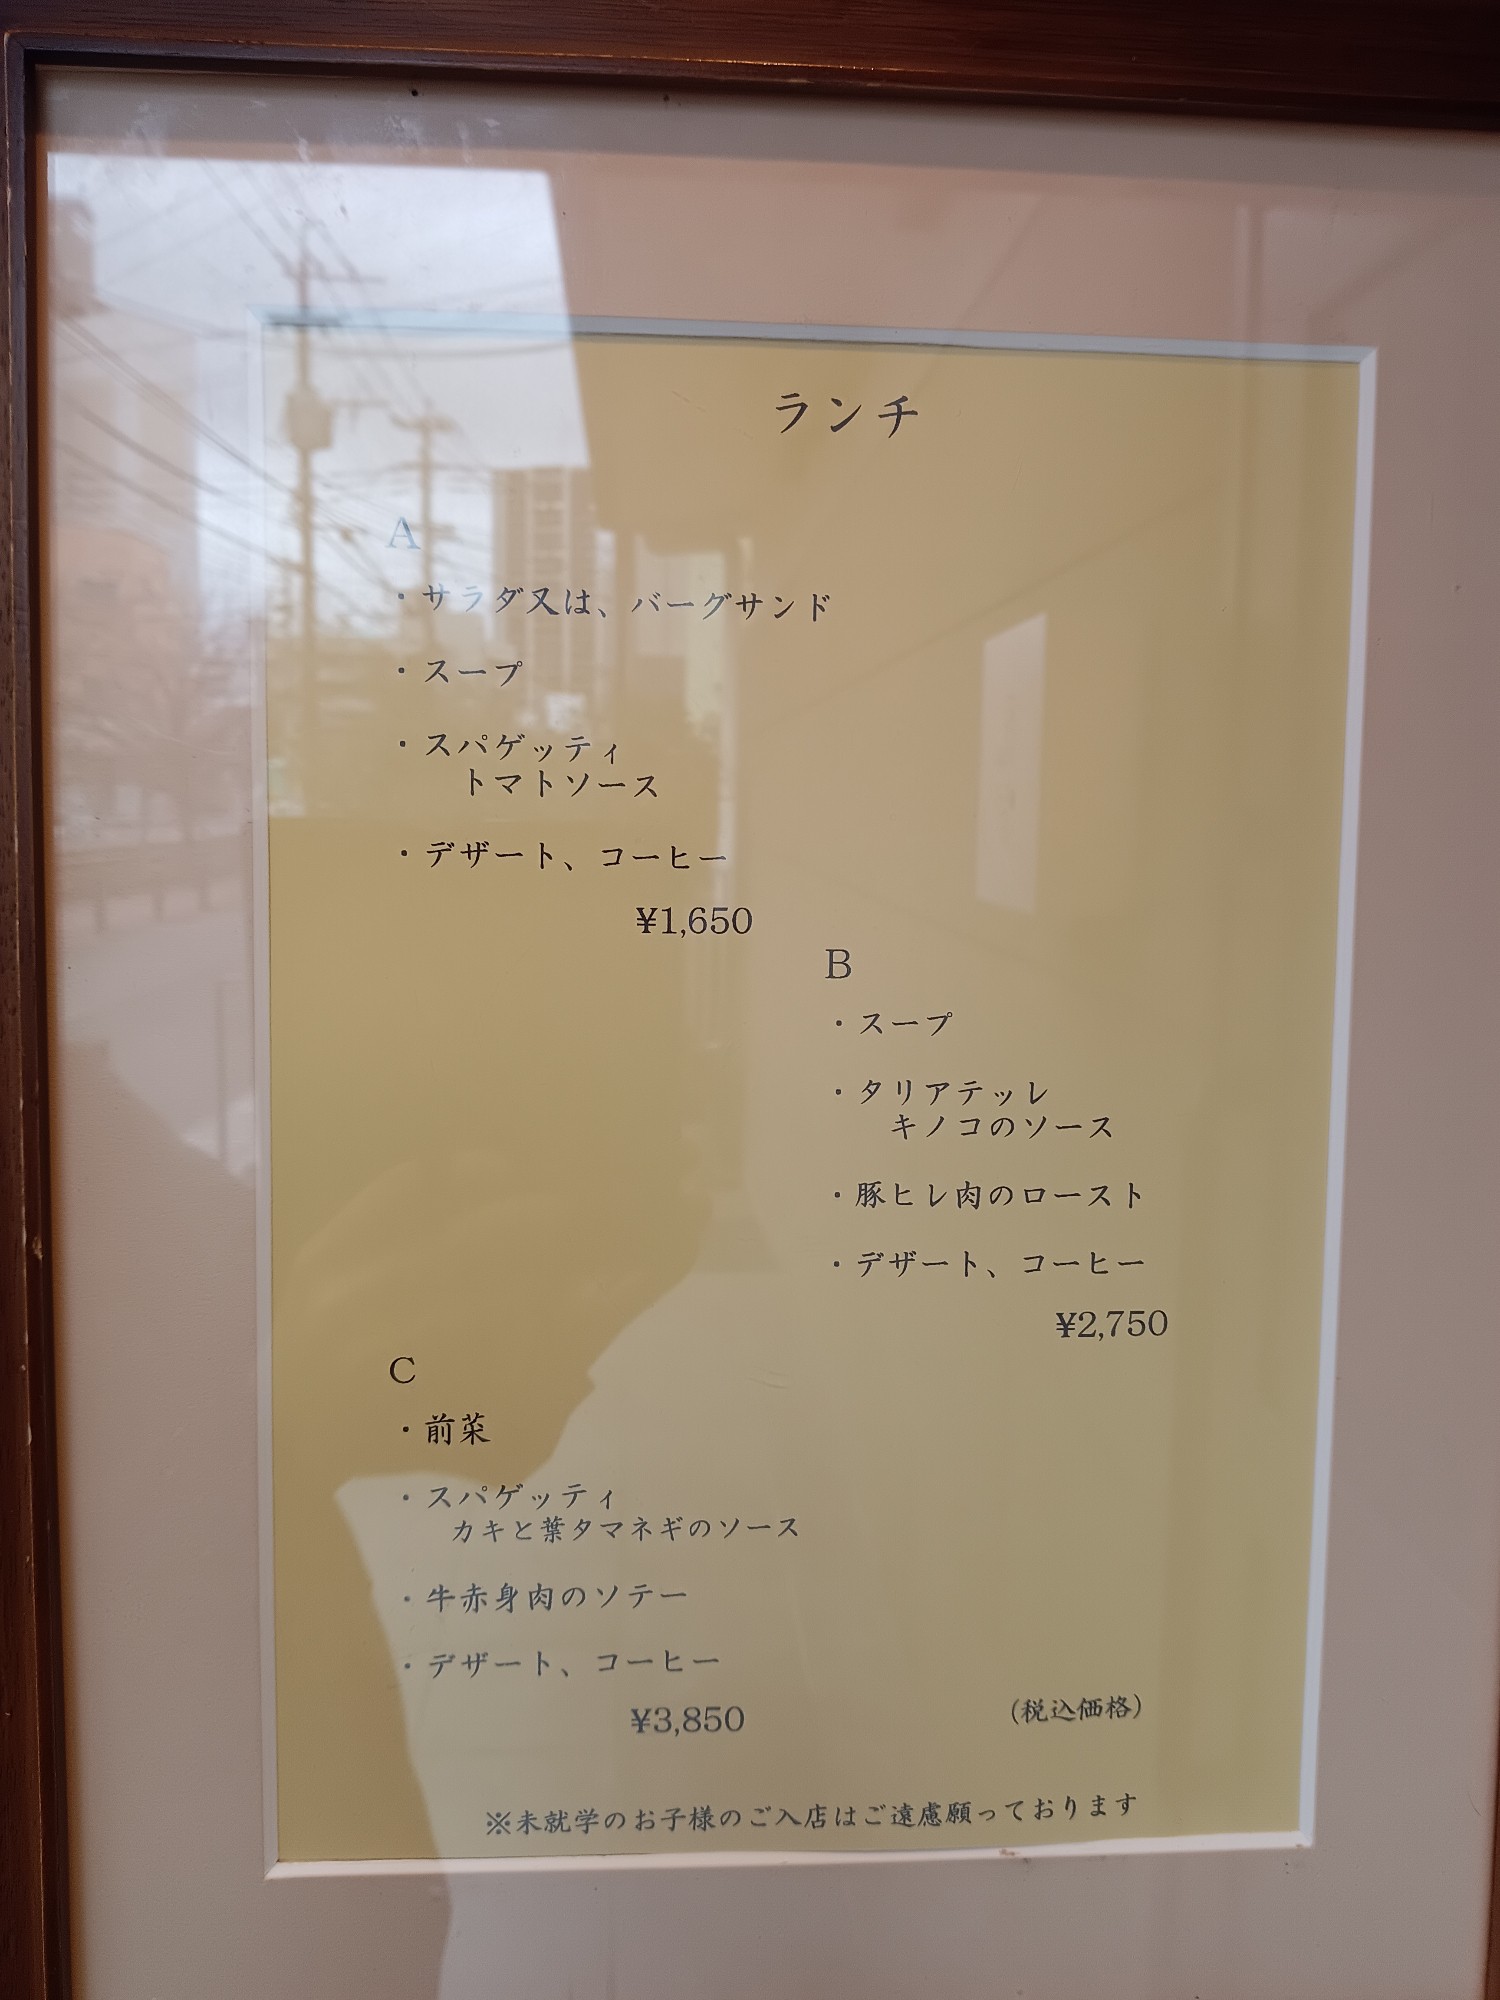 ランチ
A
・サラダ又は、バーグサンド
・スープ
・スパゲッティ
トマトソース
・デザート、コーヒー
¥1,650
B
・スープ
・タリアテッレ
キノコのソース
・豚ヒレ肉のロースト
・デザート、コーヒー
¥2,750
C
・前菜
・スパゲッティ
カキと葉タマネギのソース
・牛赤身肉のソテー
・デザート、コーヒー
¥3,850
(税込価格)
※未就学のお子様のご入店はご遠慮願っております